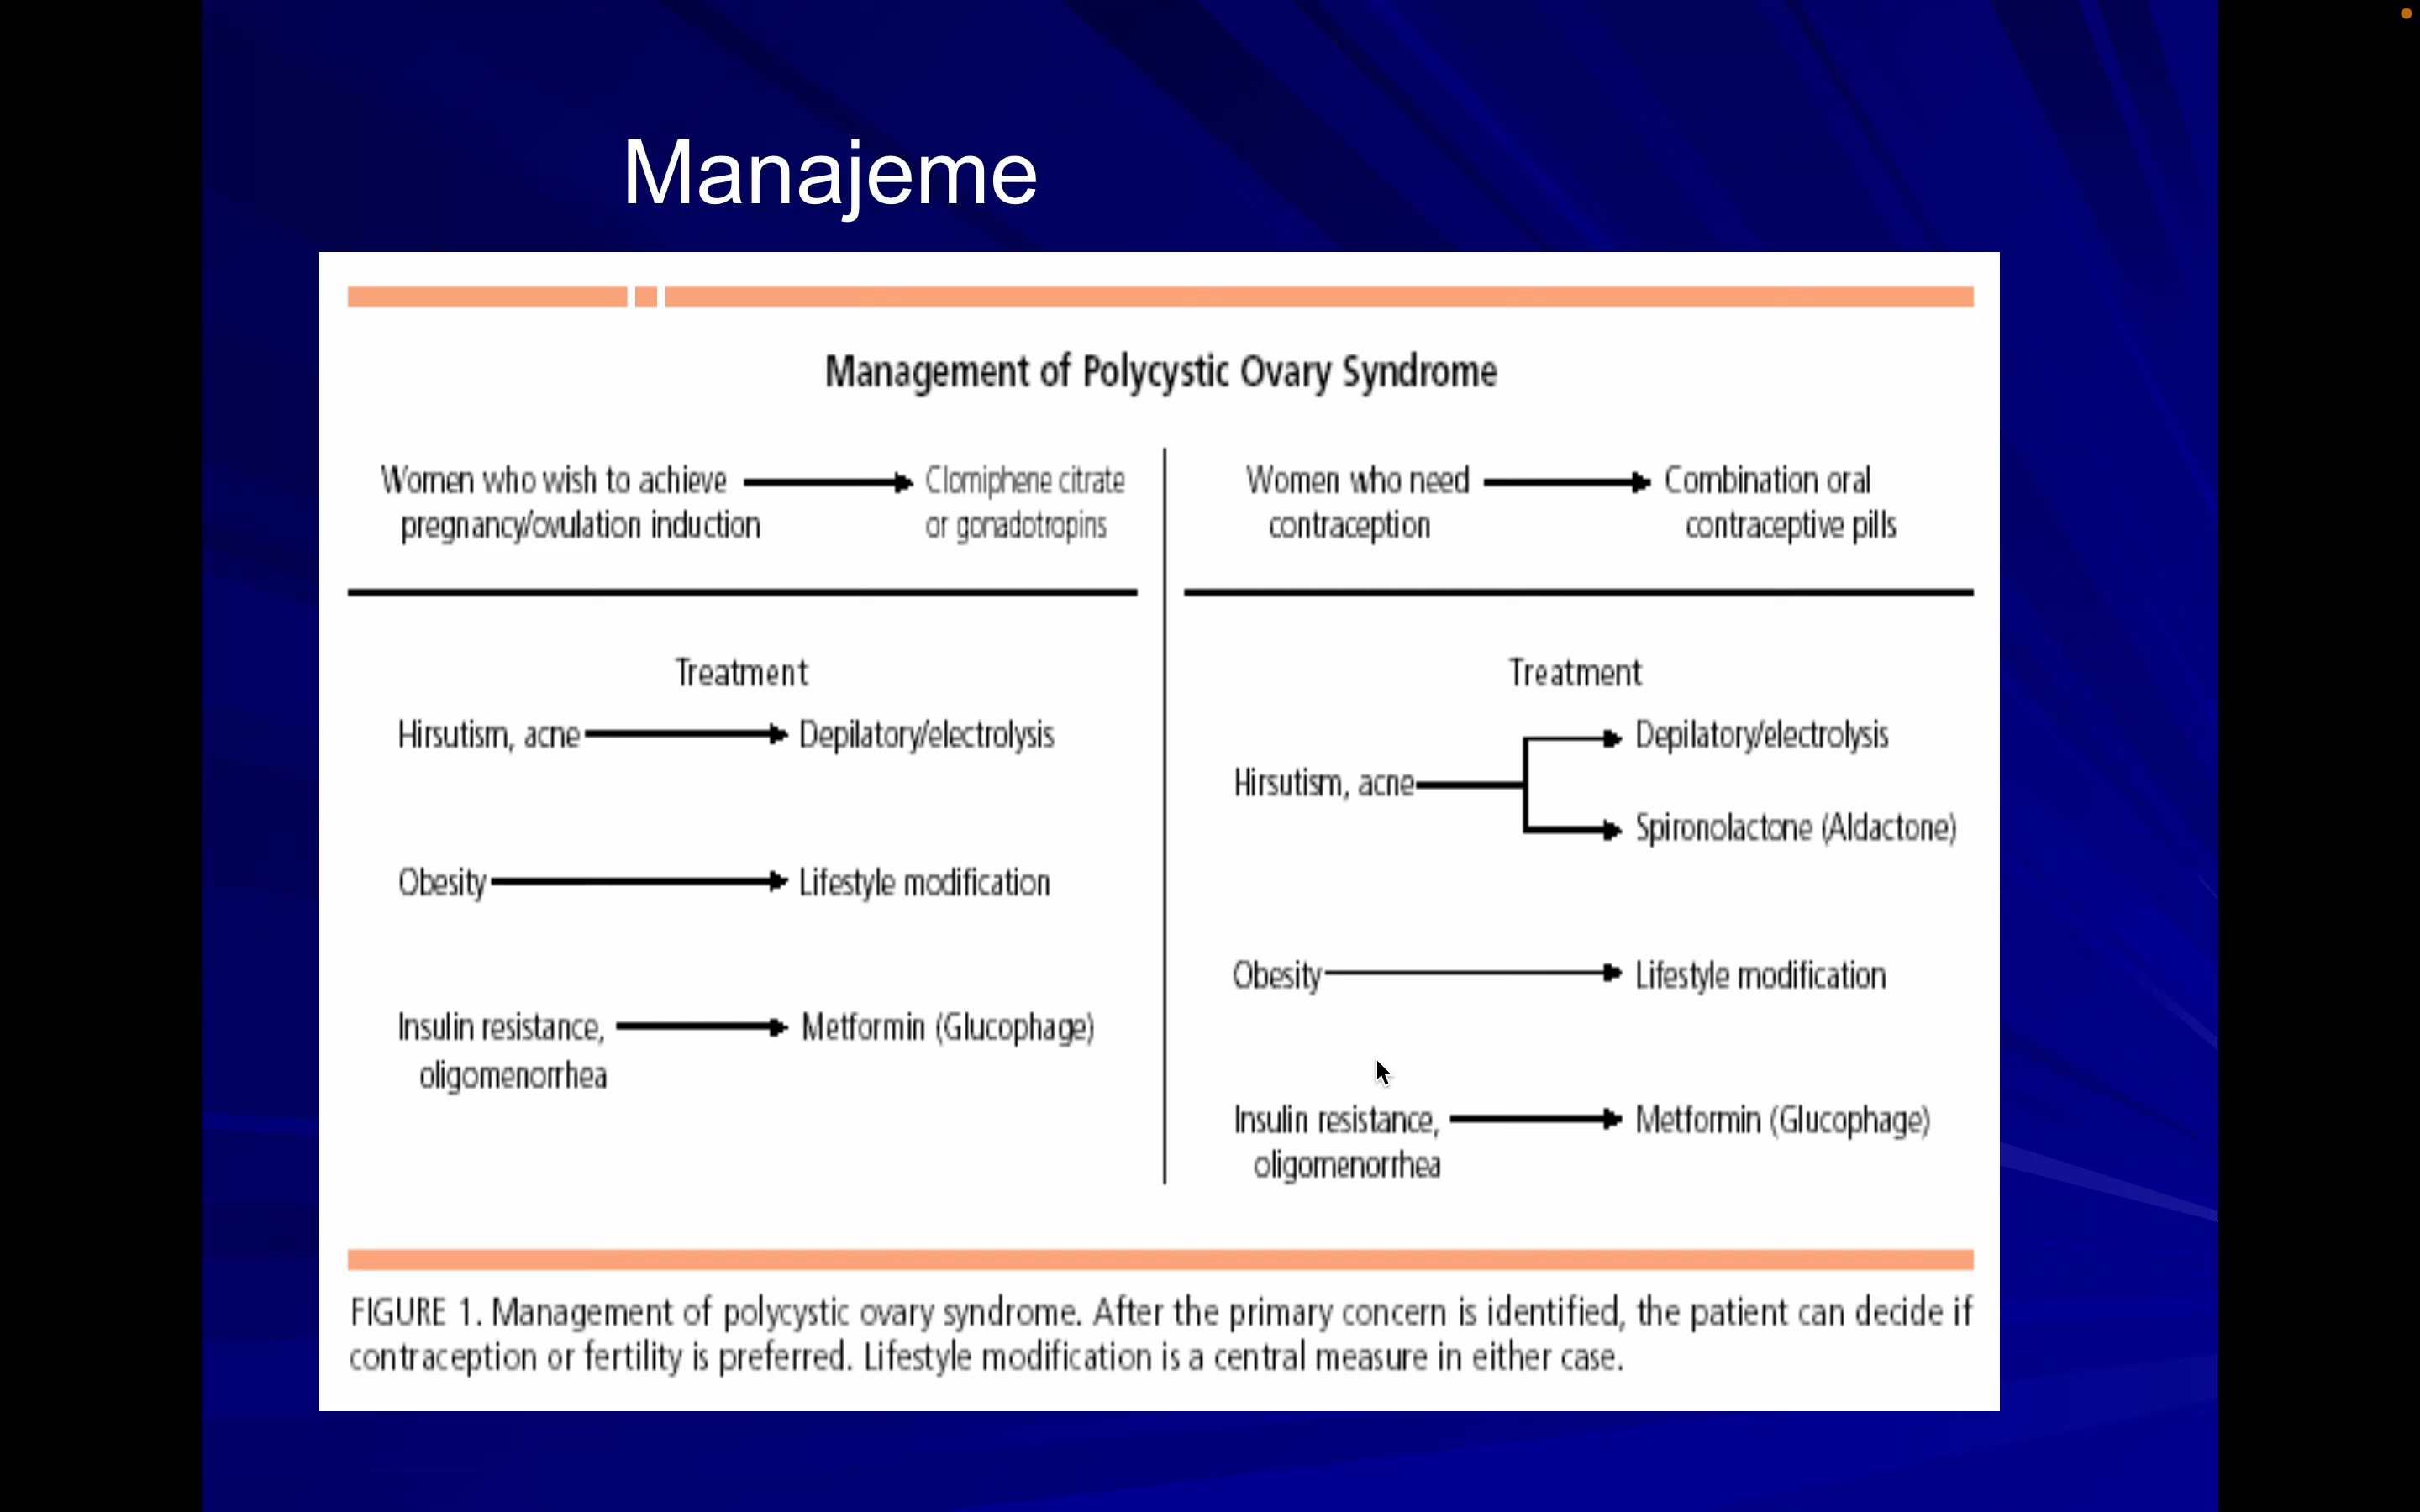 Manajeme
Management of Polycystic Ovary Syndrome
Women who wish to achieve
pregnancy/ovulation induction
Clomiphene citrate
or gonadotropins
Treatment
Hirsutism, acne
Depilatory/electrolysis
Obesity
Lifestyle modification
Insulin resistance,
oligomenorrhea
Metformin (Glucophage)
Women who need
contraception
Combination oral
contraceptive pills
Treatment
Hirsutism, acne
Depilatory/electrolysis
Spironolactone (Aldactone)
Obesity
Lifestyle modification
Insulin resistance,
oligomenorrhea
Metformin (Glucophage)
FIGURE 1. Management of polycystic ovary syndrome. After the primary concern is identified, the patient can decide if
contraception or fertility is preferred. Lifestyle modification is a central measure in either case.